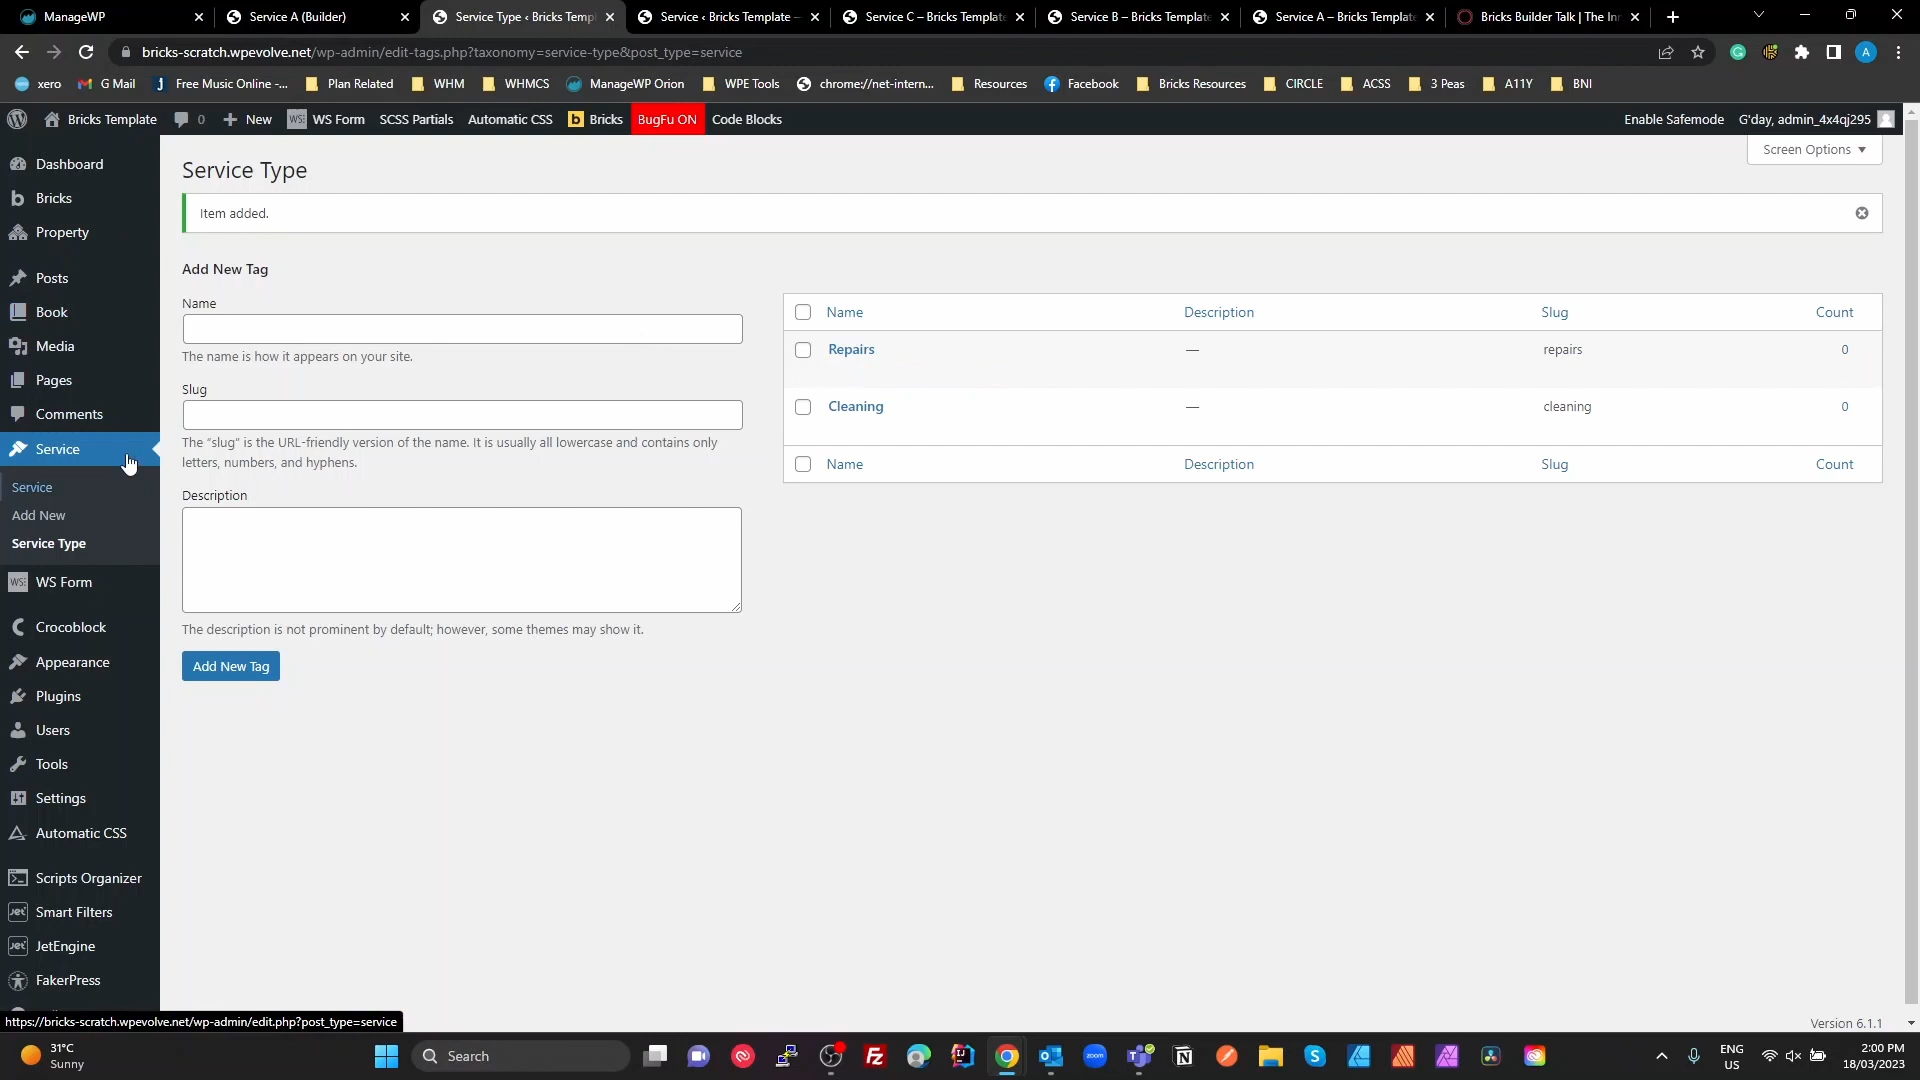 ManageWP
Service A (Builder)
Service Type ‹ Bricks Templ
Service ‹ Bricks Template –
Service C – Bricks Template
Service B – Bricks Template
Service A – Bricks Template
Bricks Builder Talk | The Inn
bricks-scratch.wpevolve.net/wp-admin/edit-tags.php?taxonomy=service-type&post_type=service
A
xero
G Mail
Free Music Online -...
Plan Related
WHM
WHMCS
ManageWP Orion
WPE Tools
chrome://net-intern...
Resources
Facebook
Bricks Resources
CIRCLE
ACSS
3 Peas
A11Y
BNI
Bricks Template
0
New
WS Form
SCSS Partials
Automatic CSS
Bricks
BugFu ON
Code Blocks
Enable Safemode
G'day, admin_4x4qj295
Screen Options
Dashboard
Bricks
Property
Posts
Book
Media
Pages
Comments
Service
Service
Add New
Service Type
WS Form
Crocoblock
Appearance
Plugins
Users
Tools
Settings
Automatic CSS
Scripts Organizer
Smart Filters
JetEngine
FakerPress
Service Type
Item added.
Add New Tag
Name
The name is how it appears on your site.
Slug
The “slug” is the URL-friendly version of the name. It is usually all lowercase and contains only
letters, numbers, and hyphens.
Description
The description is not prominent by default; however, some themes may show it.
Add New Tag
Name Description Slug Count
Repairs — repairs 0
Cleaning — cleaning 0
Name Description Slug Count
Version 6.1.1
https://bricks-scratch.wpevolve.net/wp-admin/edit.php?post_type=service
31°C
Sunny
Search
ENG
US
2:00 PM
18/03/2023